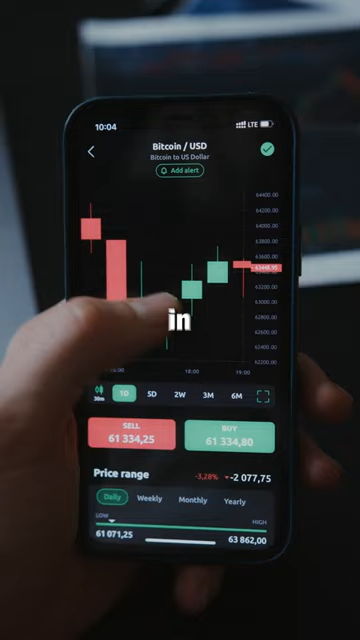 10:04
LTE
Bitcoin / USD
Bitcoin to US Dollar
Add alert
64400.00
64200.00
64000.00
63800.00
63600.00
63448.95
63200.00
63000.00
62800.00
62600.00
62400.00
62200.00
18:00
19:00
30m
1D
5D
2W
3M
6M
SELL
61 334,25
BUY
61 334,80
in
Price range
-3,28%
-2 077,75
Daily
Weekly
Monthly
Yearly
LOW
HIGH
61 071,25
63 862,00